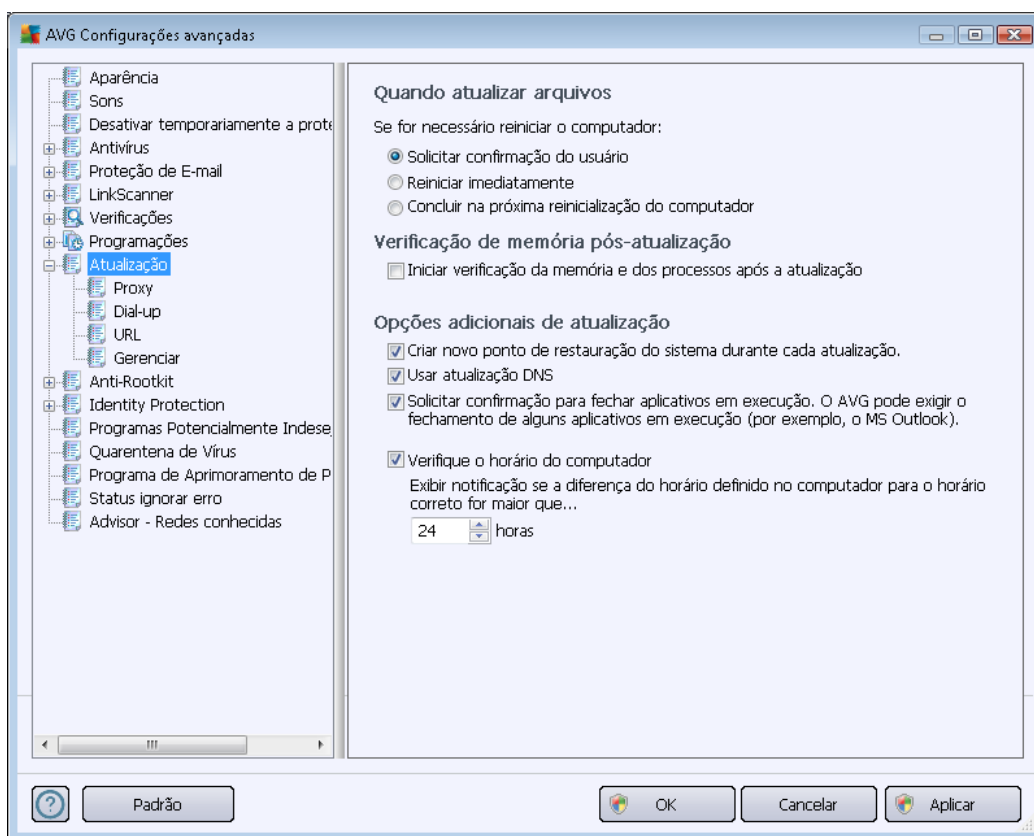 AVG Configurações avançadas
Aparência
Sons
Desativar temporariamente a prote
Antivírus
Proteção de E-mail
LinkScanner
Verificações
Programações
Atualização
Proxy
Dial-up
URL
Gerenciar
Anti-Rootkit
Identity Protection
Programas Potencialmente Indese
Quarentena de Vírus
Programa de Aprimoramento de P
Status ignorar erro
Advisor - Redes conhecidas
Quando atualizar arquivos
Se for necessário reiniciar o computador:
Solicitar confirmação do usuário
Reiniciar imediatamente
Concluir na próxima reinicialização do computador
Verificação de memória pós-atualização
Iniciar verificação da memória e dos processos após a atualização
Opções adicionais de atualização
Criar novo ponto de restauração do sistema durante cada atualização.
Usar atualização DNS
Solicitar confirmação para fechar aplicativos em execução. O AVG pode exigir o
fechamento de alguns aplicativos em execução (por exemplo, o MS Outlook).
Verifique o horário do computador
Exibir notificação se a diferença do horário definido no computador para o horário
correto for maior que...
24 horas
? Padrão OK Cancelar Aplicar